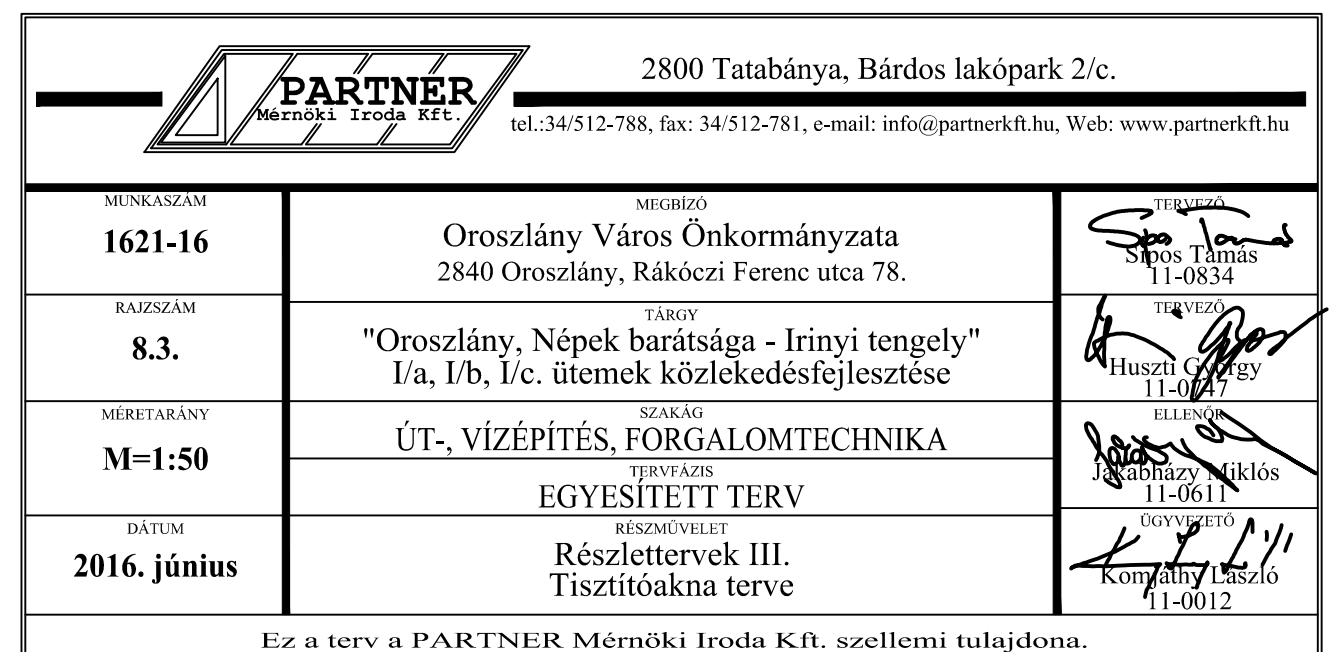 PARTNER
Mérnöki Iroda Kft.
2800 Tatabánya, Bárdos lakópark 2/c.
tel.:34/512-788, fax: 34/512-781, e-mail: info@partnerkft.hu, Web: www.partnerkft.hu
MUNKASZÁM
1621-16
MEGBÍZÓ
Oroszlány Város Önkormányzata
2840 Oroszlány, Rákóczi Ferenc utca 78.
TERVEZŐ
Sipos Tamás
11-0834
RAJZSZÁM
8.3.
TÁRGY
"Oroszlány, Népek barátsága - Irinyi tengely"
I/a, I/b, I/c. ütemek közlekedésfejlesztése
TERVEZŐ
Huszti György
11-0747
MÉRETARÁNY
M=1:50
SZAKÁG
ÚT-, VÍZÉPÍTÉS, FORGALOMTECHNIKA
TERVFÁZIS
EGYESÍTETT TERV
ELLENŐR
Jakabházy Miklós
11-0611
DÁTUM
2016. június
RÉSZMŰVELET
Részlettervek III.
Tisztítóakna terve
ÜGYVEZETŐ
Komjáthy László
11-0012
Ez a terv a PARTNER Mérnöki Iroda Kft. szellemi tulajdona.